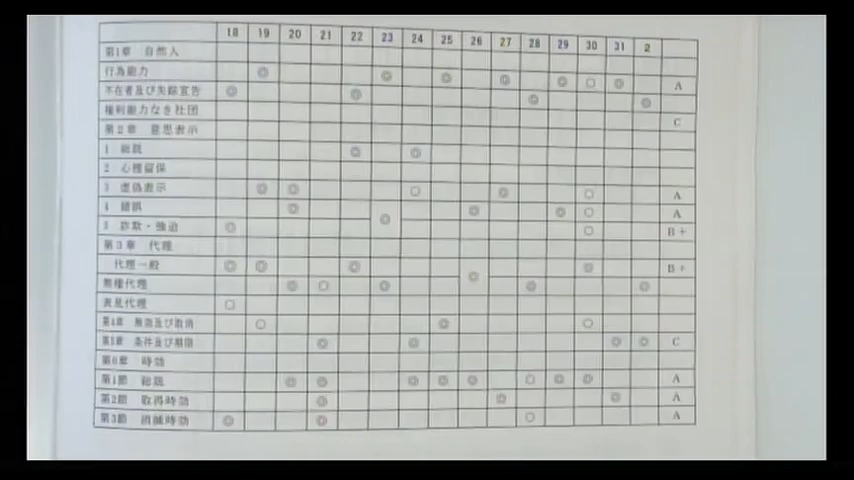 18 19 20 21 22 23 24 25 26 27 28 29 30 31 2
第1章 自然人
行為能力 ◎ ◎ ◎ ◎ ◎ ○ ◎ A
不在者及び失踪宣告 ◎ ◎ ◎ ◎
権利能力なき社団 C
第2章 意思表示
1 総説 ◎ ◎
2 心裡留保
3 虚偽表示 ◎ ◎ ○ ◎ ○ A
4 錯誤 ◎ ◎ ◎ ◎ ○ A
5 詐欺・強迫 ◎ ○ B+
第3章 代理
代理一般 ◎ ◎ ◎ ◎ ◎ B+
無権代理 ◎ ○ ◎ ◎ ◎
表見代理 ○
第4章 無効及び取消 ○ ◎ ○
第5章 条件及び期限 ◎ ◎ ◎ ◎ C
第6章 時効
第1節 総説 ◎ ◎ ◎ ◎ ◎ ○ ◎ ◎ A
第2節 取得時効 ◎ ◎ ◎ A
第3節 消滅時効 ◎ ◎ ○ A